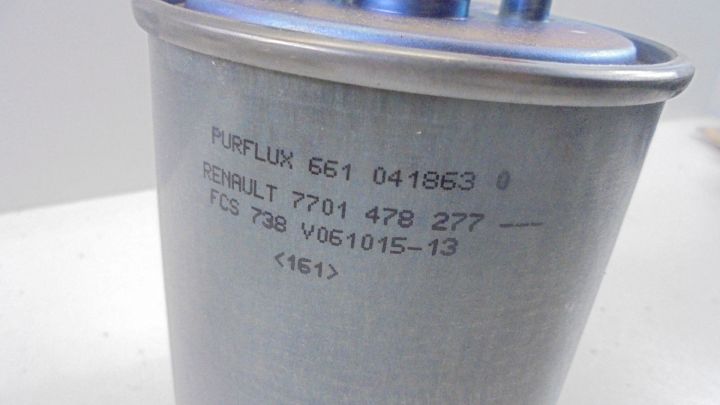 PURFLUX 661 041863 0
RENAULT 7701 478 277 ---
FCS 738 V061015-13
<161>